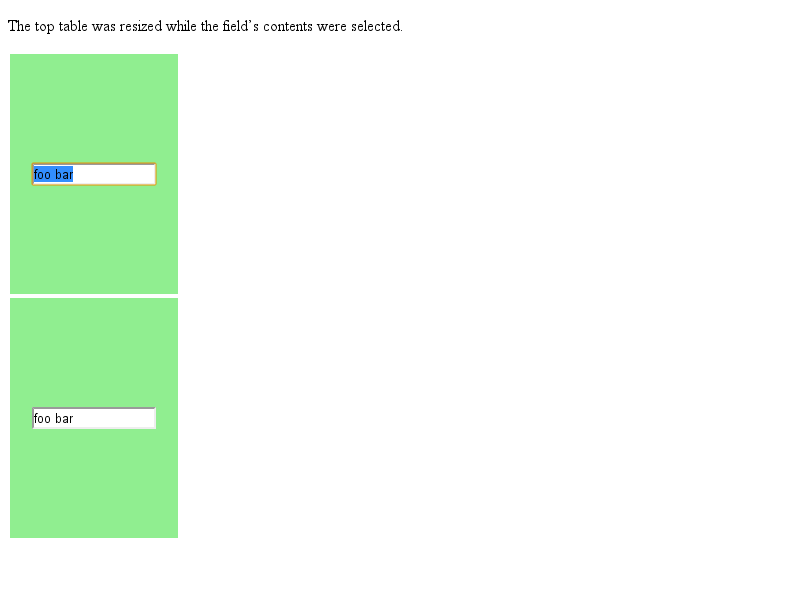 The top table was resized while the field's contents were selected.
foo bar
foo bar